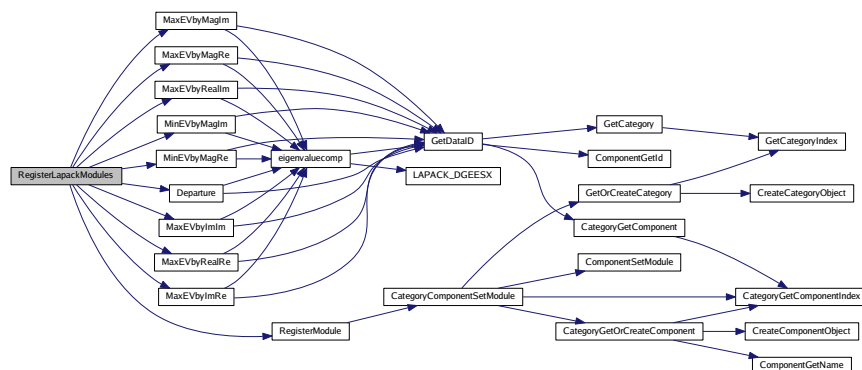 MaxEVbyMagIm
MaxEVbyMagRe
MaxEVbyRealIm
MinEVbyMagIm
MinEVbyMagRe
RegisterLapackModules
Departure
MaxEVbyImIm
MaxEVbyRealRe
MaxEVbyImRe
RegisterModule
eigenvaluecomp
LAPACK_DGEESX
GetDataID
CategoryComponentSetModule
GetCategory
ComponentGetId
GetOrCreateCategory
CategoryGetComponent
ComponentSetModule
CategoryGetOrCreateComponent
GetCategoryIndex
CreateCategoryObject
CategoryGetComponentIndex
CreateComponentObject
ComponentGetName